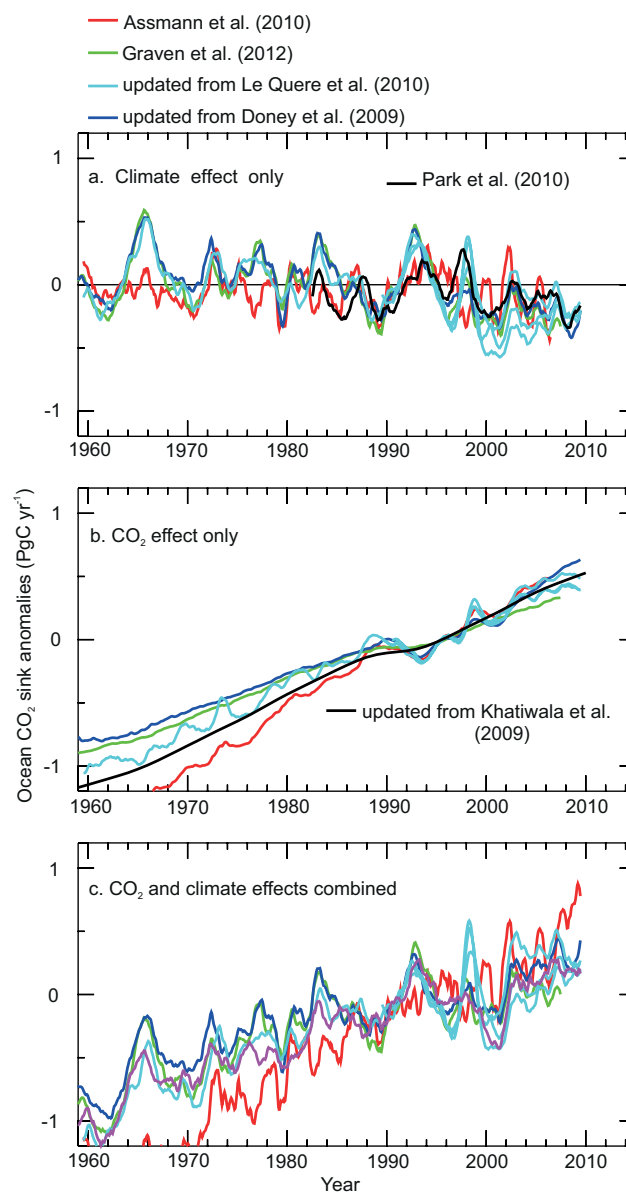 Assmann et al. (2010)
Graven et al. (2012)
updated from Le Quere et al. (2010)
updated from Doney et al. (2009)
1
a. Climate effect only
Park et al. (2010)
0
-1
1960 1970 1980 1990 2000 2010
Ocean CO₂ sink anomalies (PgC yr⁻¹)
1
b. CO₂ effect only
0
updated from Khatiwala et al.
(2009)
-1
1960 1970 1980 1990 2000 2010
1
c. CO₂ and climate effects combined
0
-1
1960 1970 1980 1990 2000 2010
Year